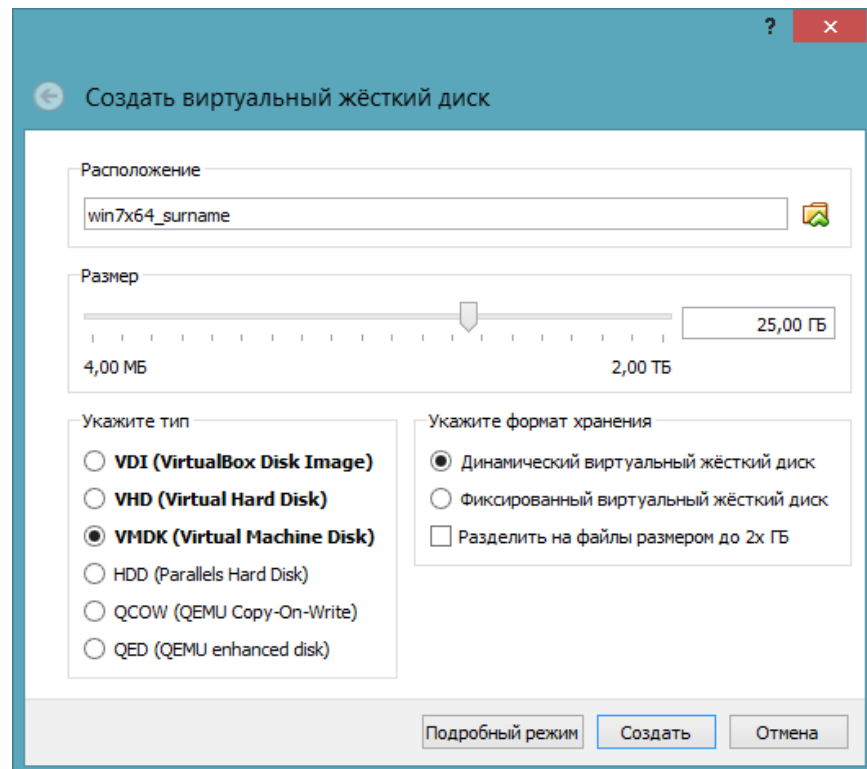 ?
Создать виртуальный жёсткий диск
Расположение
win7x64_surname
Размер
25,00 ГБ
4,00 МБ 2,00 ТБ
Укажите тип
VDI (VirtualBox Disk Image)
VHD (Virtual Hard Disk)
VMDK (Virtual Machine Disk)
HDD (Parallels Hard Disk)
QCOW (QEMU Copy-On-Write)
QED (QEMU enhanced disk)
Укажите формат хранения
Динамический виртуальный жёсткий диск
Фиксированный виртуальный жёсткий диск
Разделить на файлы размером до 2х ГБ
Подробный режим Создать Отмена